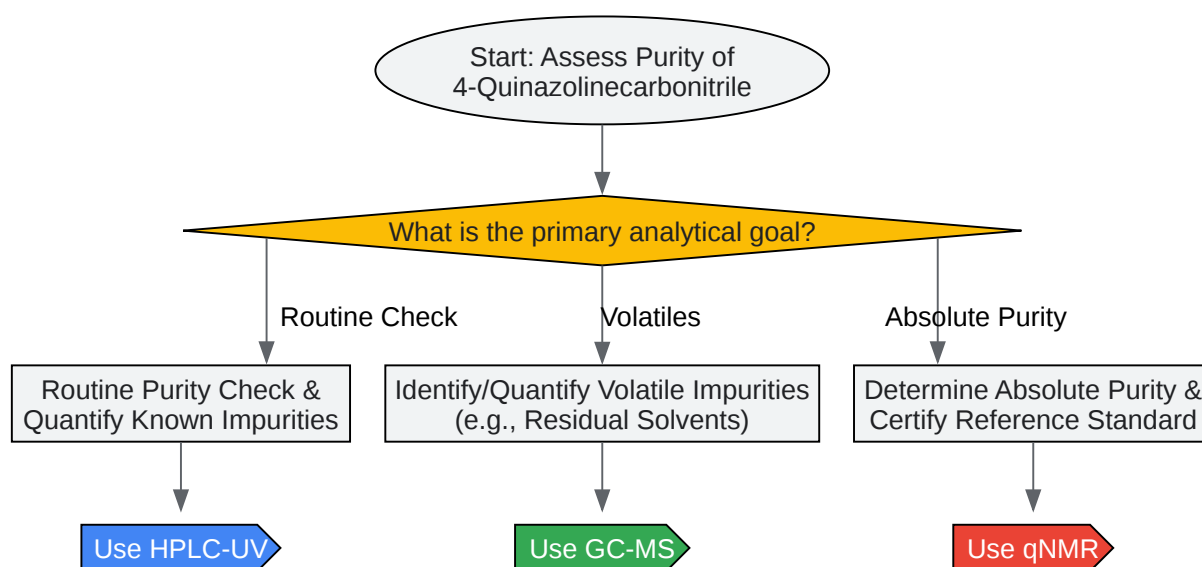 Start: Assess Purity of
4-Quinazolinecarbonitrile
What is the primary analytical goal?
Routine Check
Volatiles
Absolute Purity
Routine Purity Check &
Quantify Known Impurities
Identify/Quantify Volatile Impurities
(e.g., Residual Solvents)
Determine Absolute Purity &
Certify Reference Standard
Use HPLC-UV
Use GC-MS
Use qNMR